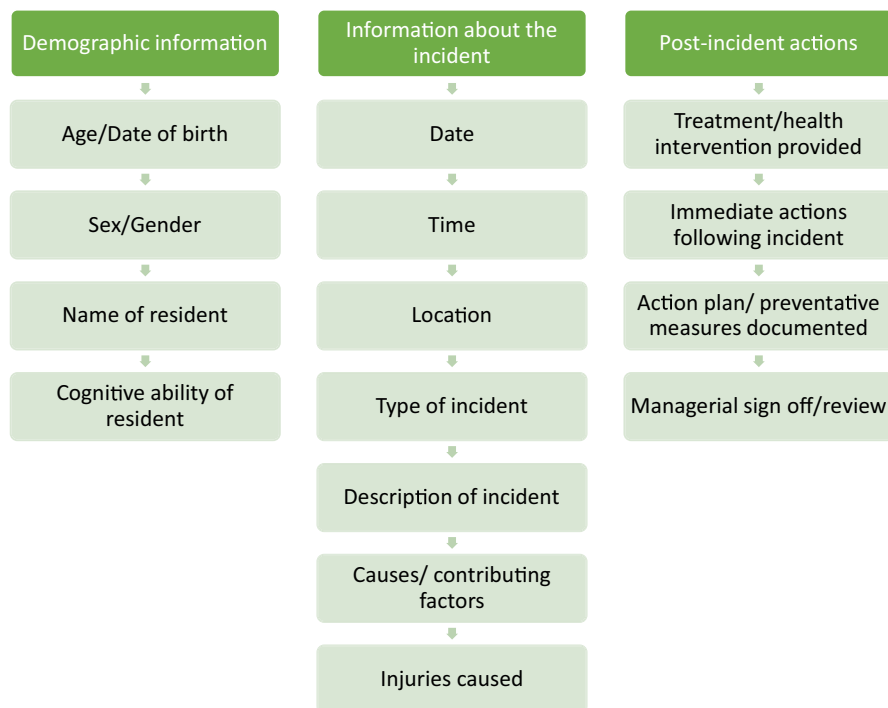 Demographic information
Age/Date of birth
Sex/Gender
Name of resident
Cognitive ability of
resident
Information about the
incident
Date
Time
Location
Type of incident
Description of incident
Causes/ contributing
factors
Injuries caused
Post-incident actions
Treatment/health
intervention provided
Immediate actions
following incident
Action plan/ preventative
measures documented
Managerial sign off/review